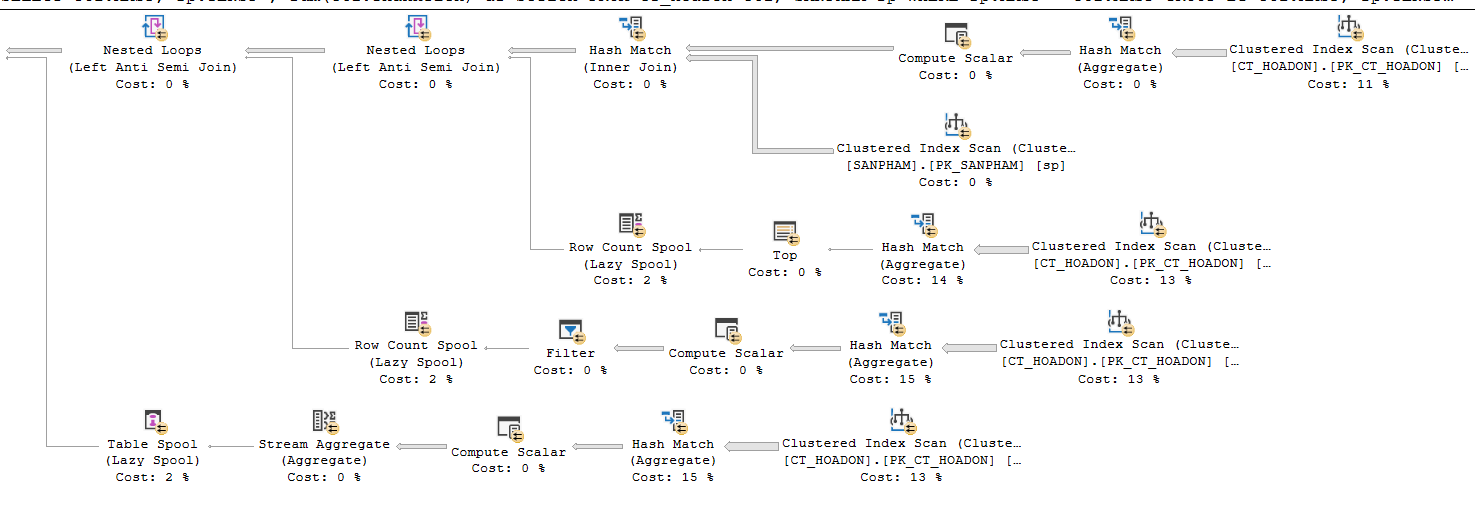 Nested Loops
(Left Anti Semi Join)
Cost: 0 %
Nested Loops
(Left Anti Semi Join)
Cost: 0 %
Hash Match
(Inner Join)
Cost: 0 %
Compute Scalar
Cost: 0 %
Hash Match
(Aggregate)
Cost: 0 %
Clustered Index Scan (Cluste…
[CT_HOADON].[PK_CT_HOADON] […
Cost: 11 %
Clustered Index Scan (Cluste…
[SANPHAM].[PK_SANPHAM] [sp]
Cost: 0 %
Row Count Spool
(Lazy Spool)
Cost: 2 %
Top
Cost: 0 %
Hash Match
(Aggregate)
Cost: 14 %
Clustered Index Scan (Cluste…
[CT_HOADON].[PK_CT_HOADON] […
Cost: 13 %
Row Count Spool
(Lazy Spool)
Cost: 2 %
Filter
Cost: 0 %
Compute Scalar
Cost: 0 %
Hash Match
(Aggregate)
Cost: 15 %
Clustered Index Scan (Cluste…
[CT_HOADON].[PK_CT_HOADON] […
Cost: 13 %
Table Spool
(Lazy Spool)
Cost: 2 %
Stream Aggregate
(Aggregate)
Cost: 0 %
Compute Scalar
Cost: 0 %
Hash Match
(Aggregate)
Cost: 15 %
Clustered Index Scan (Cluste…
[CT_HOADON].[PK_CT_HOADON] […
Cost: 13 %